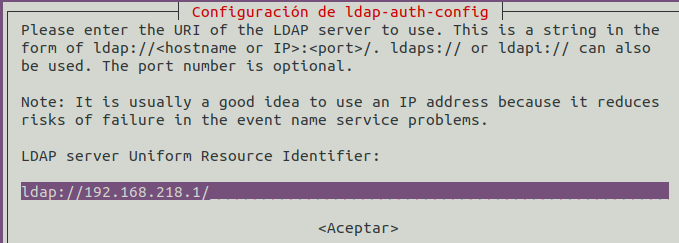 Configuración de ldap-auth-config
Please enter the URI of the LDAP server to use. This is a string in the
form of ldap://<hostname or IP>:<port>/. ldaps:// or ldapi:// can also
be used. The port number is optional.
Note: It is usually a good idea to use an IP address because it reduces
risks of failure in the event name service problems.
LDAP server Uniform Resource Identifier:
ldap://192.168.218.1/
<Aceptar>